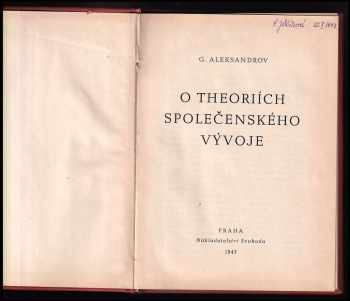 G. ALEKSANDROV
O THEORIÍCH
SPOLEČENSKÉHO
VÝVOJE
PRAHA
Nakladatelství Svoboda
1947